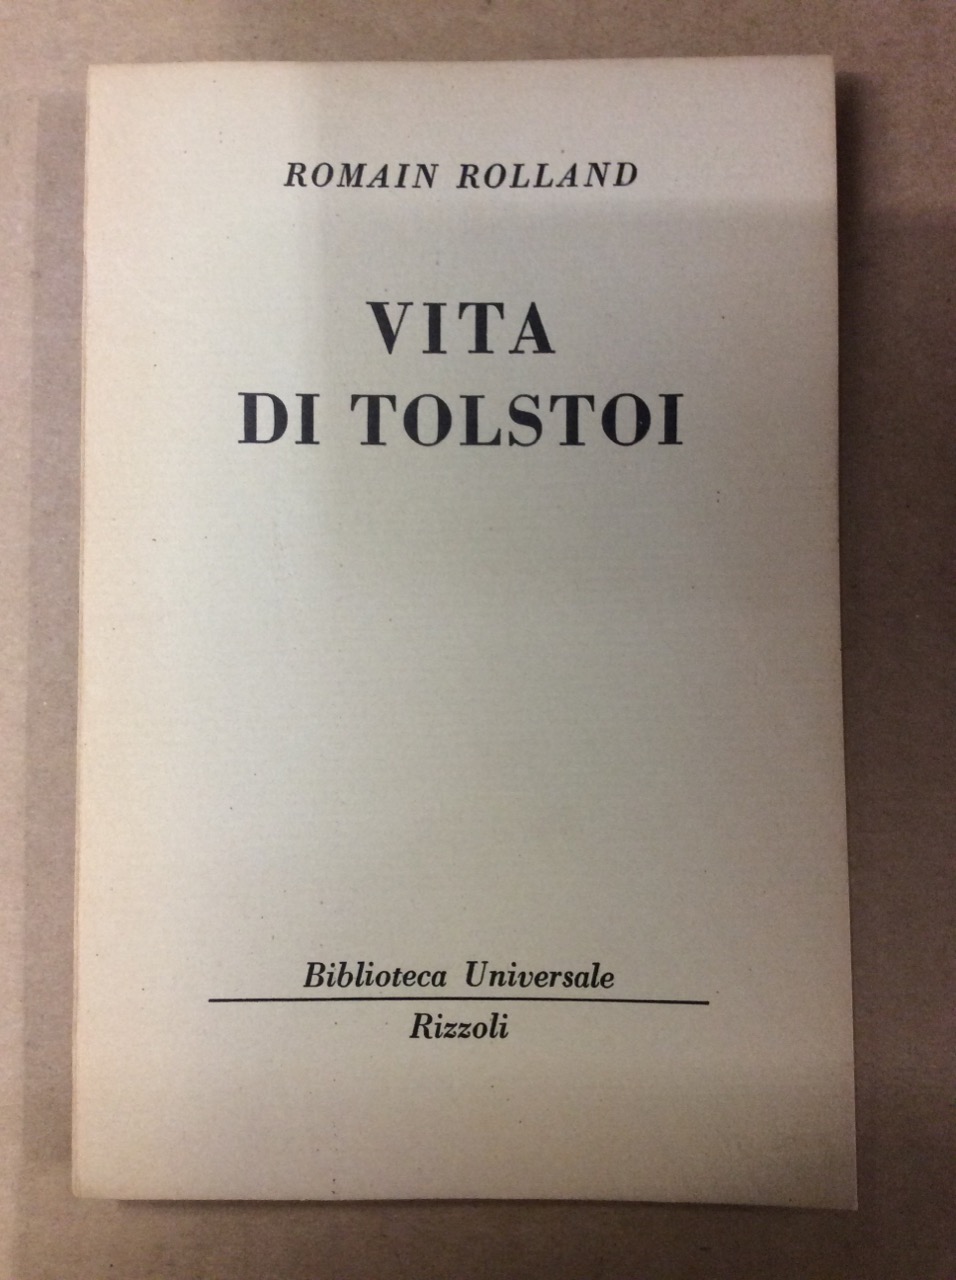 ROMAIN ROLLAND
VITA
DI TOLSTOI
Biblioteca Universale
Rizzoli